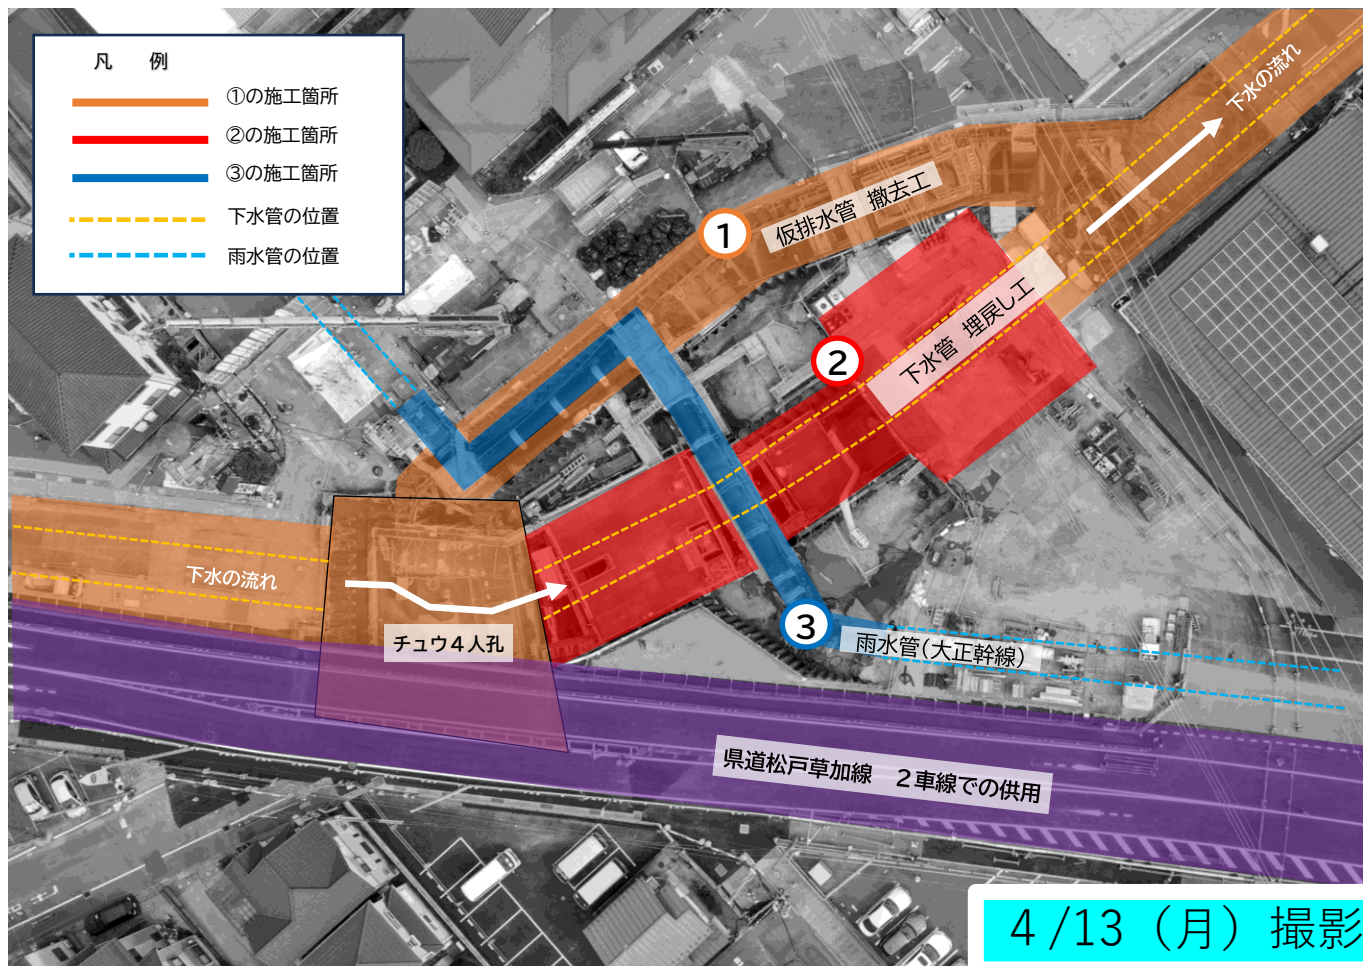 凡　例
①の施工箇所
②の施工箇所
③の施工箇所
下水管の位置
雨水管の位置
下水の流れ
1
仮排水管　撤去工
2
下水管　埋戻し工
下水の流れ
チュウ４人孔
3
雨水管（大正幹線）
県道松戸草加線　２車線での供用
4/13（月）撮影